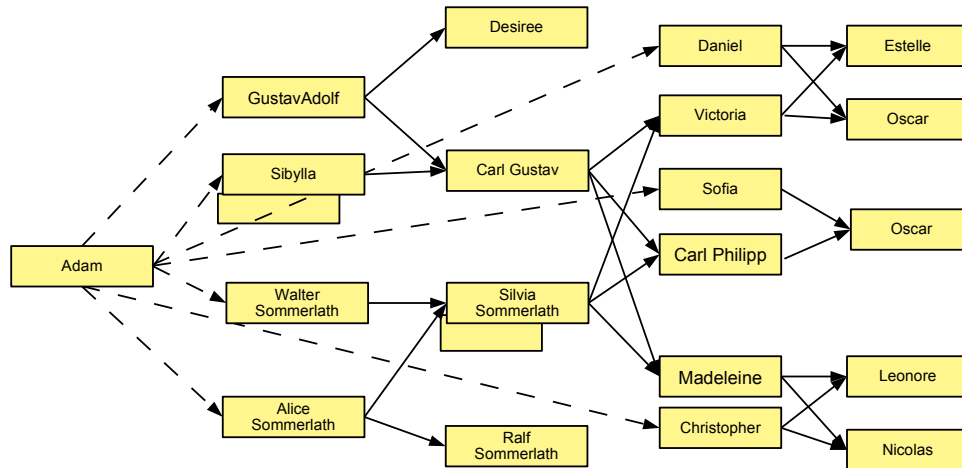 Desiree
Daniel
Estelle
GustavAdolf
Victoria
Oscar
Sibylla
Carl Gustav
Sofia
Oscar
Adam
Carl Philipp
Walter
Sommerlath
Silvia
Sommerlath
Madeleine
Leonore
Alice
Sommerlath
Christopher
Ralf
Sommerlath
Nicolas